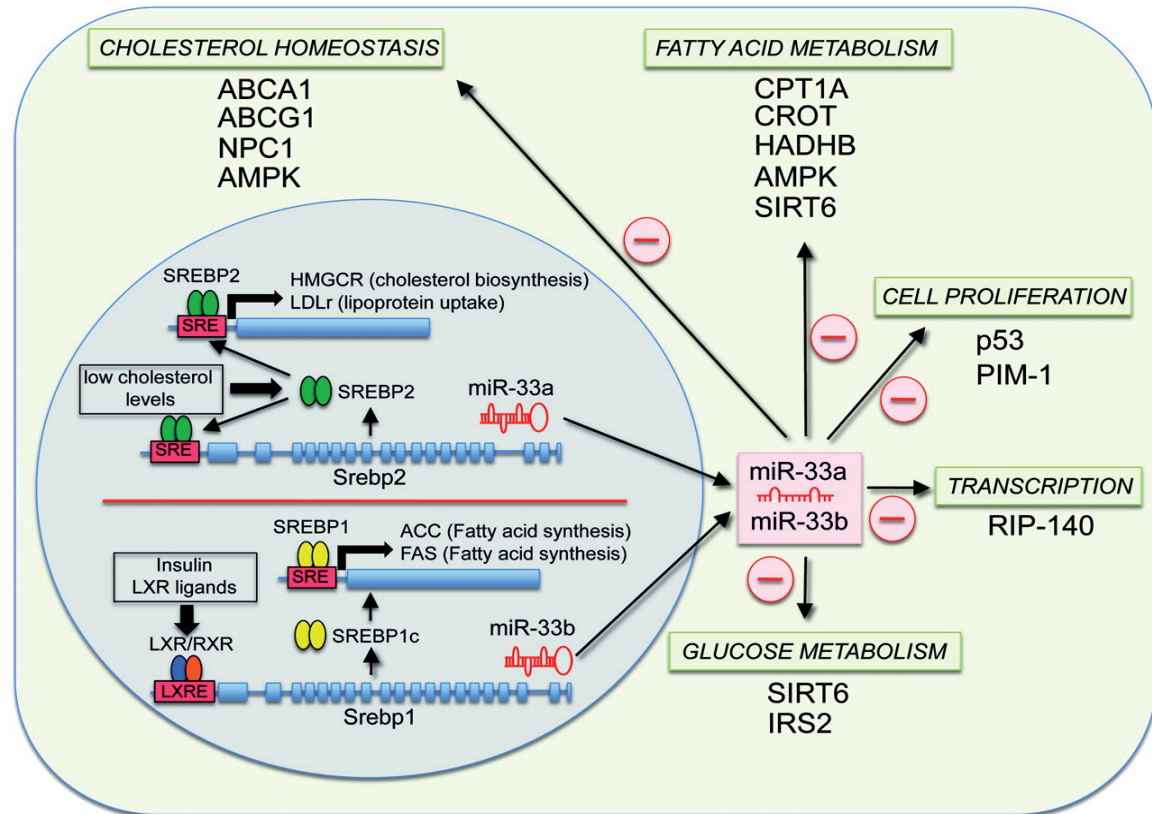 CHOLESTEROL HOMEOSTASIS
ABCA1
ABCG1
NPC1
AMPK
FATTY ACID METABOLISM
CPT1A
CROT
HADHB
AMPK
SIRT6
CELL PROLIFERATION
p53
PIM-1
SREBP2
HMGCR (cholesterol biosynthesis)
LDLr (lipoprotein uptake)
SRE
low cholesterol
levels
SREBP2
miR-33a
SRE
Srebp2
miR-33a
miR-33b
TRANSCRIPTION
RIP-140
SREBP1
ACC (Fatty acid synthesis)
FAS (Fatty acid synthesis)
SRE
Insulin
LXR ligands
SREBP1c
miR-33b
LXR/RXR
LXRE
Srebp1
GLUCOSE METABOLISM
SIRT6
IRS2